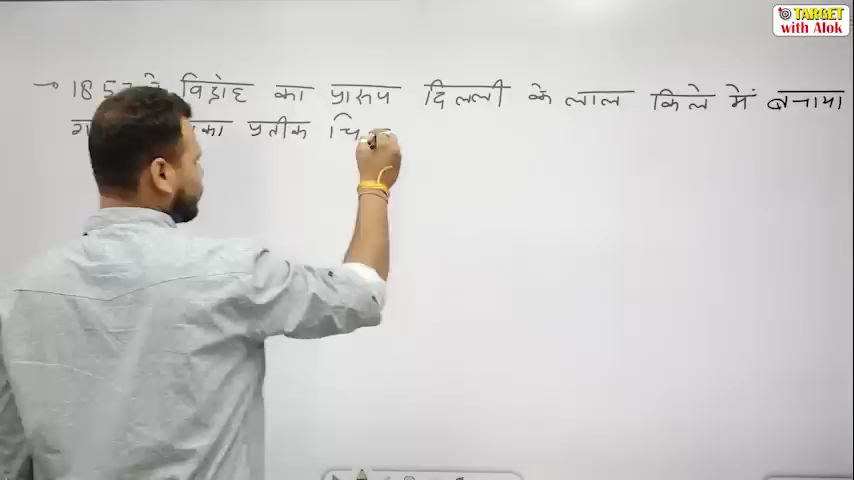 TARGET
with Alok
→ 1857 के विद्रोह का प्रारूप दिल्ली के लाल किले में बनाया
का प्रतीक